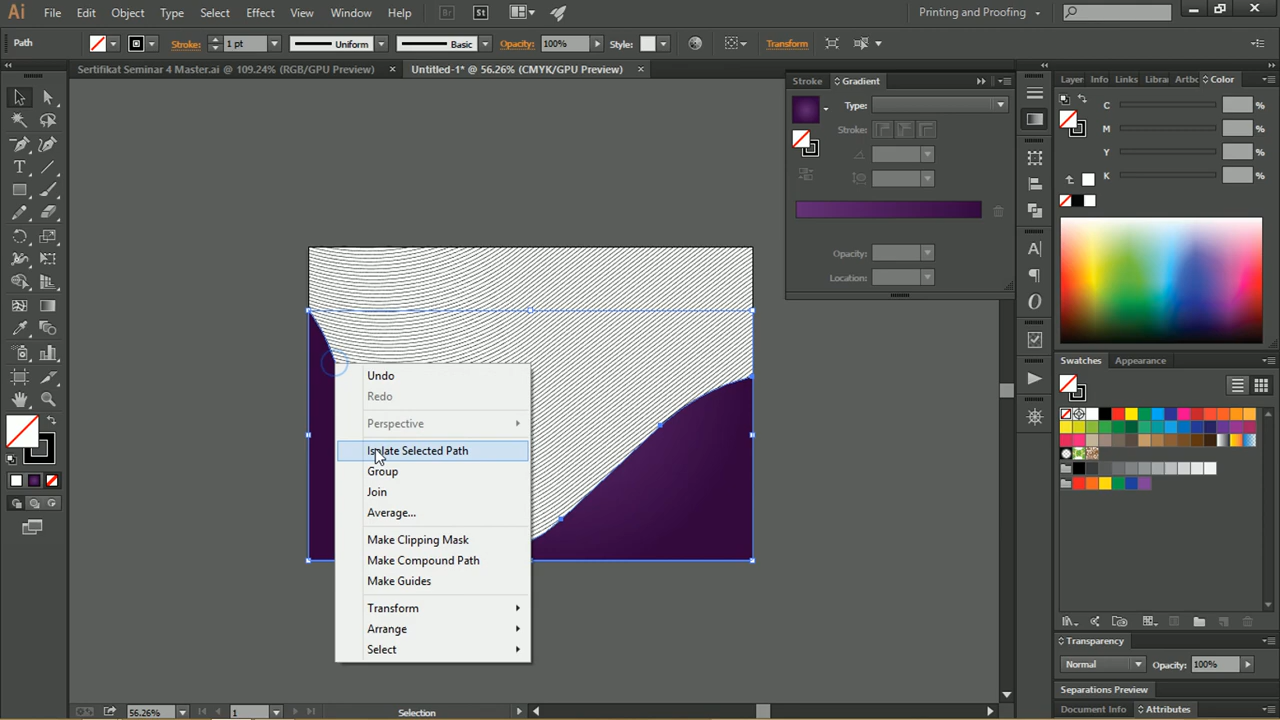 Ai File Edit Object Type Select Effect View Window Help Br St Printing and Proofing
Path Stroke: 1 pt Uniform Basic Opacity: 100% Style: Transform
Sertifikat Seminar 4 Master.ai @ 109.24% (RGB/GPU Preview) × Untitled-1* @ 56.26% (CMYK/GPU Preview) ×
Stroke Gradient
Type:
Stroke:
Opacity:
Location:
Layer Info Links Libra Artbc Color
C %
M %
Y %
K %
Undo
Redo
Perspective
Isolate Selected Path
Group
Join
Average...
Make Clipping Mask
Make Compound Path
Make Guides
Transform
Arrange
Select
Swatches Appearance
Transparency
Normal Opacity: 100%
Separations Preview
Document Info Attributes
56.26% 1 Selection